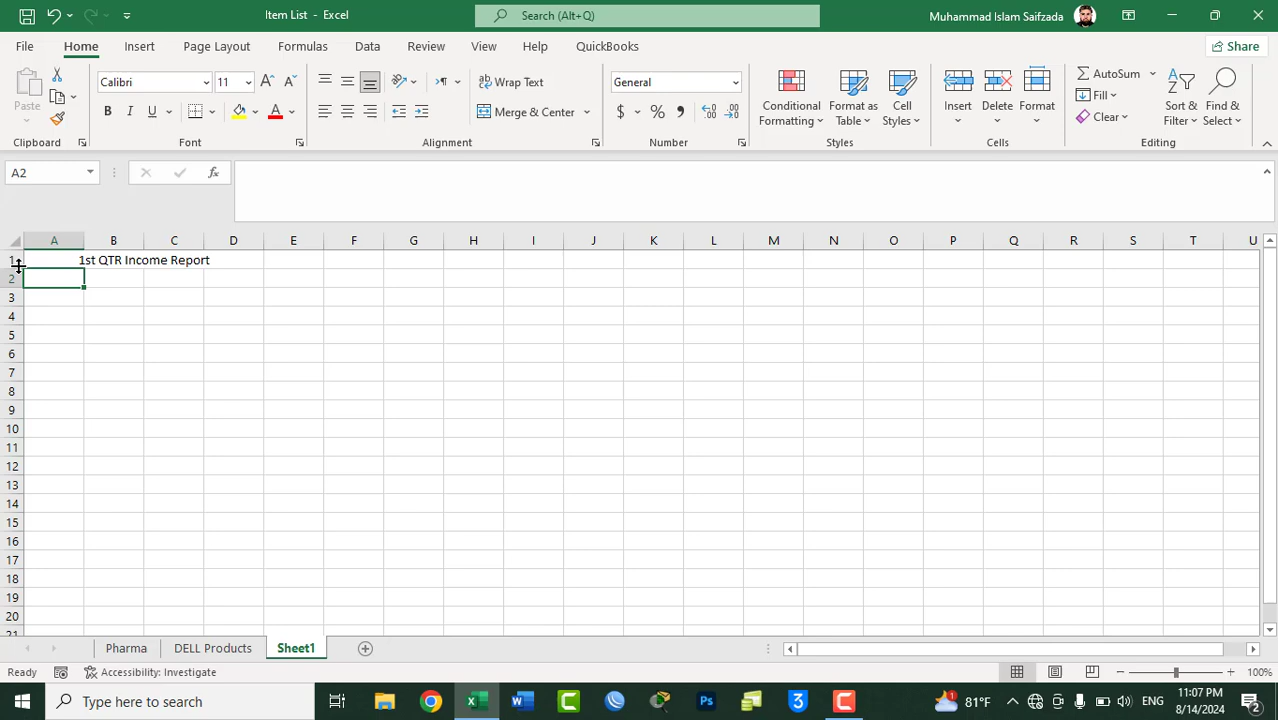 Item List - Excel
Search (Alt+Q)
Muhammad Islam Saifzada
File Home Insert Page Layout Formulas Data Review View Help QuickBooks
Share
Paste
Calibri 11
Wrap Text
General
Conditional Formatting
Format as Table
Cell Styles
Insert
Delete
Format
AutoSum
Fill
Clear
Sort & Filter
Find & Select
B I U
Merge & Center
$ % ,
Clipboard Font Alignment Number Styles Cells Editing
A2
fx
A B C D E F G H I J K L M N O P Q R S T U
1 1st QTR Income Report
2
3
4
5
6
7
8
9
10
11
12
13
14
15
16
17
18
19
20
21
Pharma DELL Products Sheet1
Ready Accessibility: Investigate 100%
Type here to search
81°F
ENG
11:07 PM
8/14/2024
2